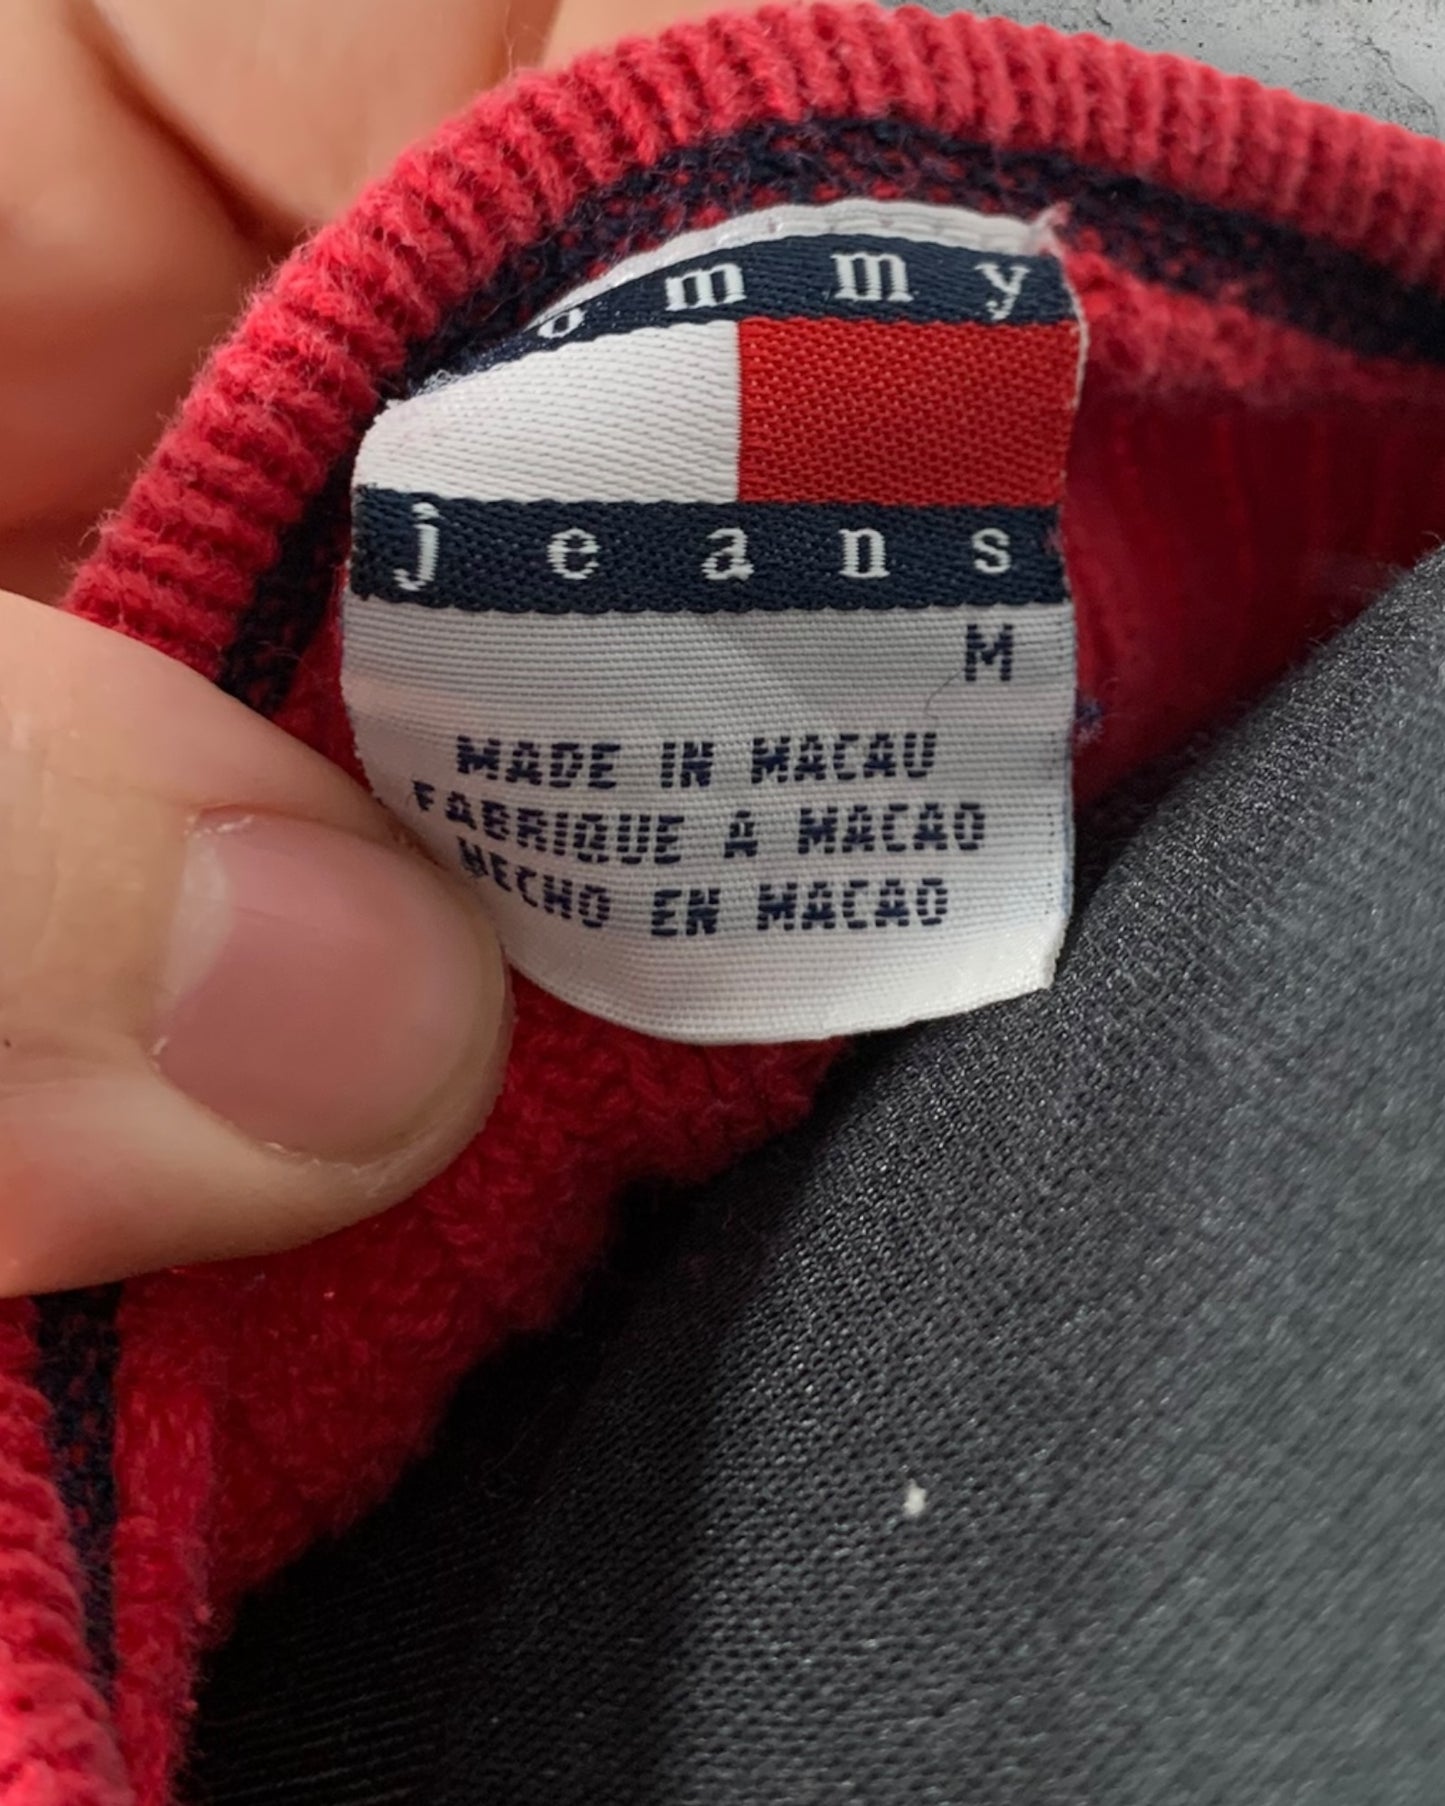 ommy
jeans
M
MADE IN MACAU
FABRIQUE A MACAO
HECHO EN MACAO